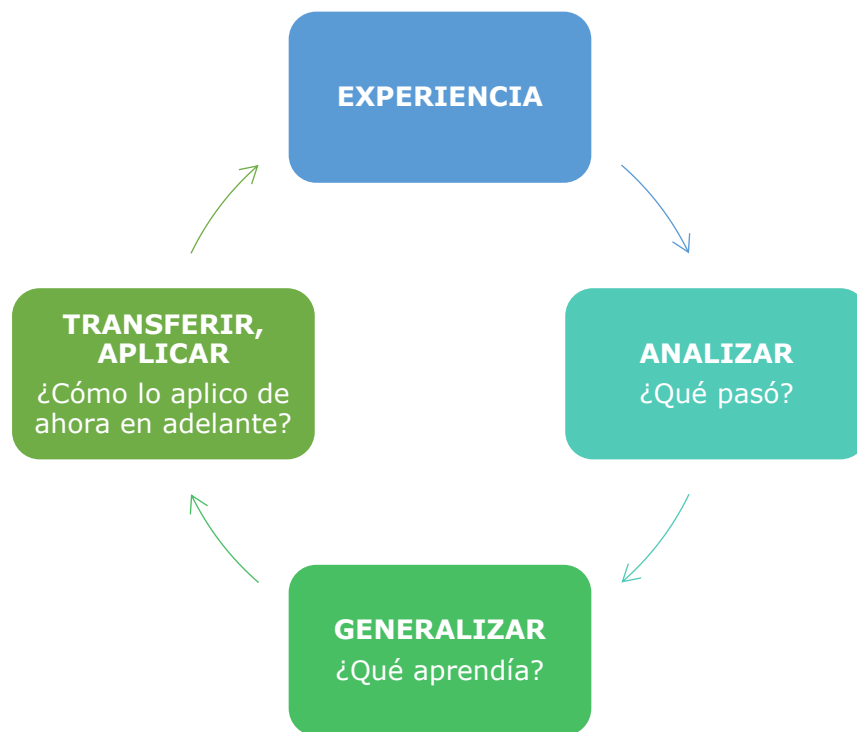 EXPERIENCIA
ANALIZAR
¿Qué pasó?
GENERALIZAR
¿Qué aprendía?
TRANSFERIR,
APLICAR
¿Cómo lo aplico de
ahora en adelante?